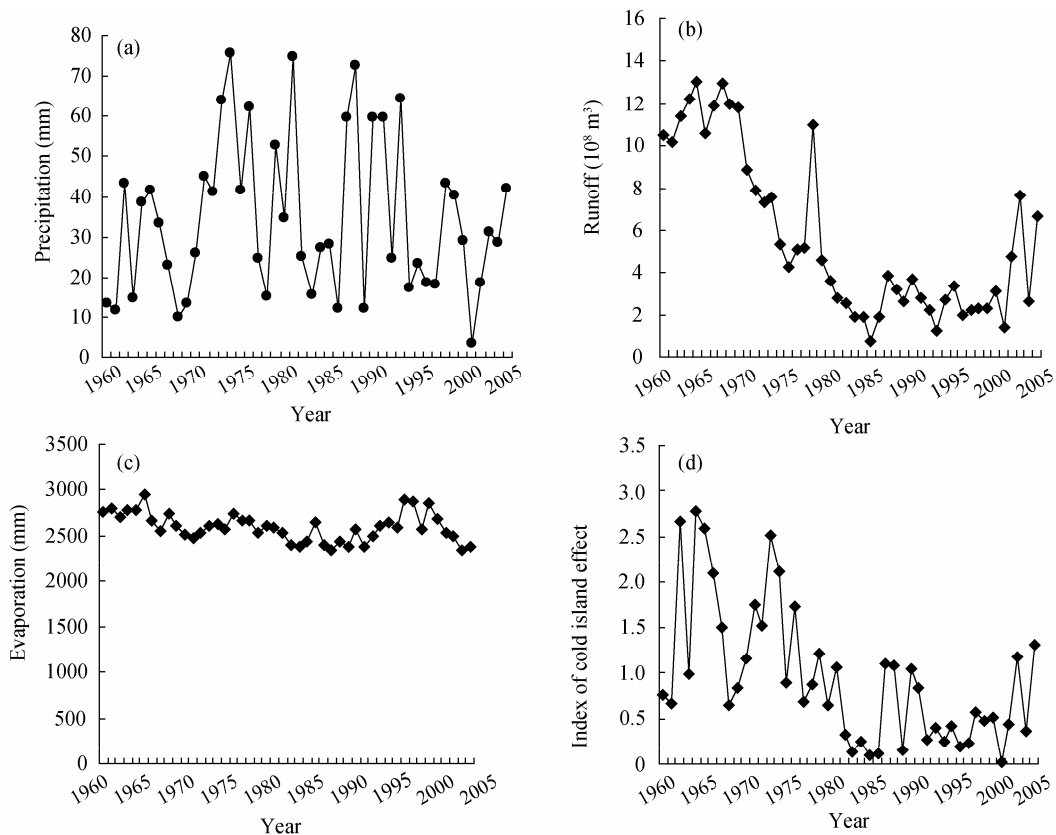 (a)
Precipitation (mm)
80
70
60
50
40
30
20
10
0
1960 1965 1970 1975 1980 1985 1990 1995 2000 2005
Year
(b)
Runoff (10⁸ m³)
16
14
12
10
8
6
4
2
0
1960 1965 1970 1975 1980 1985 1990 1995 2000 2005
Year
(c)
Evaporation (mm)
3500
3000
2500
2000
1500
1000
500
0
1960 1965 1970 1975 1980 1985 1990 1995 2000 2005
Year
(d)
Index of cold island effect
3.5
3.0
2.5
2.0
1.5
1.0
0.5
0
1960 1965 1970 1975 1980 1985 1990 1995 2000 2005
Year